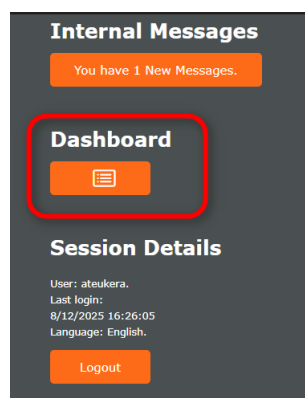 Internal Messages
You have 1 New Messages.
Dashboard
Session Details
User: ateukera.
Last login:
8/12/2025 16:26:05
Language: English.
Logout